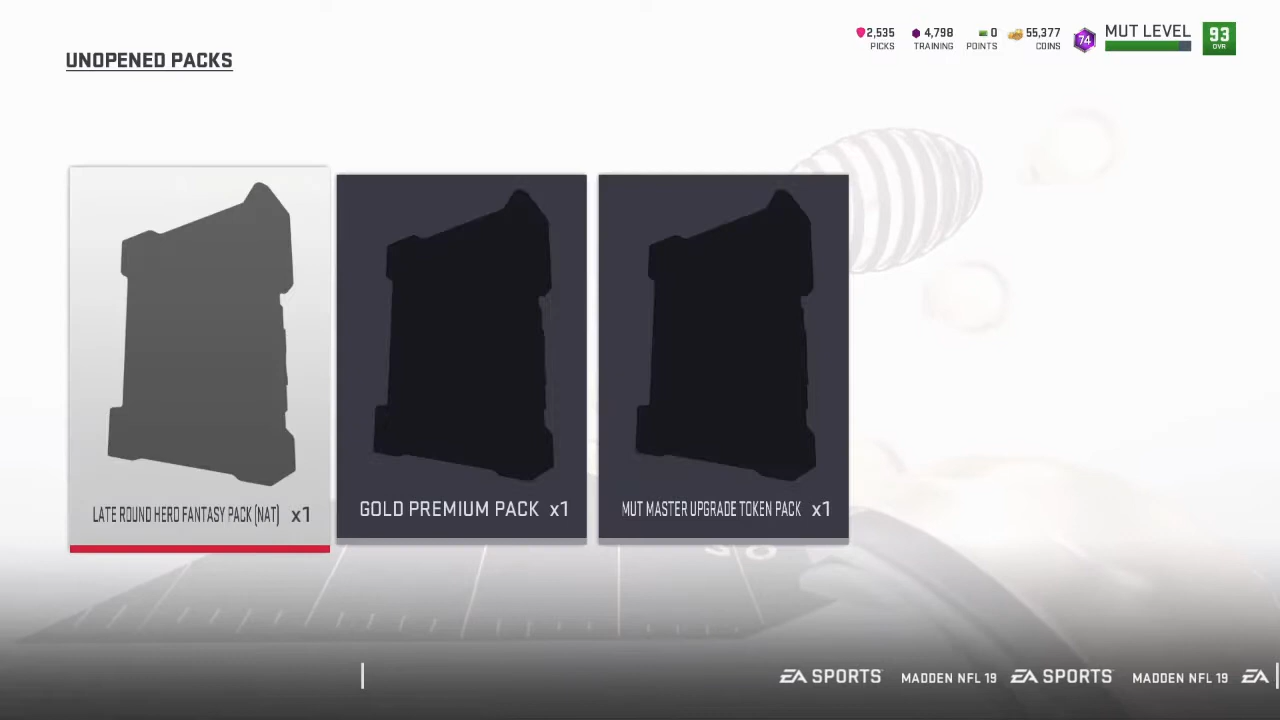 UNOPENED PACKS
2,535 PICKS
4,798 TRAINING
0 POINTS
55,377 COINS
74
MUT LEVEL
93 OVR
LATE ROUND HERO FANTASY PACK (NAT) x1
GOLD PREMIUM PACK x1
MUT MASTER UPGRADE TOKEN PACK x1
EA SPORTS MADDEN NFL 19 EA SPORTS MADDEN NFL 19 EA